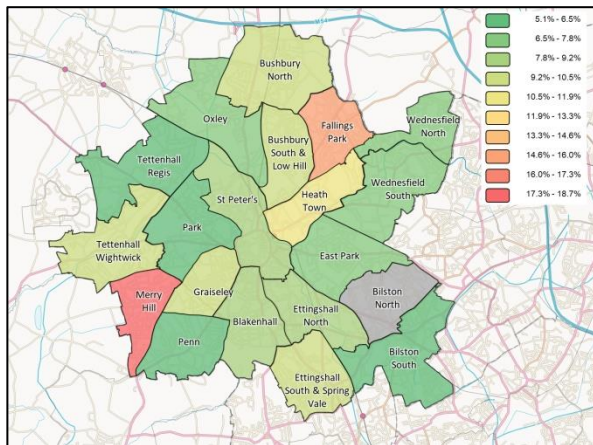 5.1% - 6.5%
6.5% - 7.8%
7.8% - 9.2%
9.2% - 10.5%
10.5% - 11.9%
11.9% - 13.3%
13.3% - 14.6%
14.6% - 16.0%
16.0% - 17.3%
17.3% - 18.7%
Bushbury
North
Oxley
Fallings
Park
Wednesfield
North
Bushbury
South &
Low Hill
Tettenhall
Regis
Wednesfield
South
St Peter's
Heath
Town
Park
Tettenhall
Wightwick
East Park
Merry
Hill
Graiseley
Bilston
North
Blakenhall
Ettingshall
North
Penn
Bilston
South
Ettingshall
South & Spring
Vale